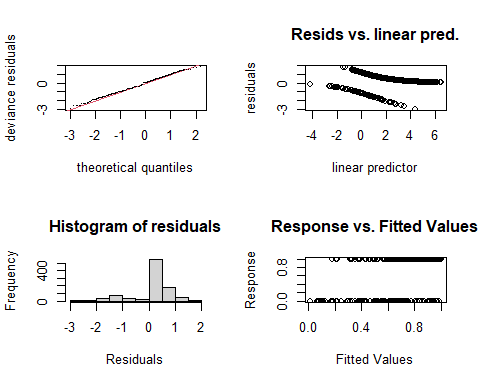 deviance residuals
0
-3
-3 -2 -1 0 1 2
theoretical quantiles
Resids vs. linear pred.
residuals
0
-3
-4 -2 0 2 4 6
linear predictor
Histogram of residuals
Frequency
400
0
-3 -2 -1 0 1 2
Residuals
Response vs. Fitted Values
Response
0.8
0.0
0.0 0.4 0.8
Fitted Values